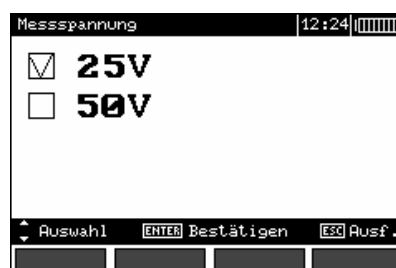 Messspannung 12:24
25V
50V
Auswahl ENTER Bestätigen ESC Ausf.